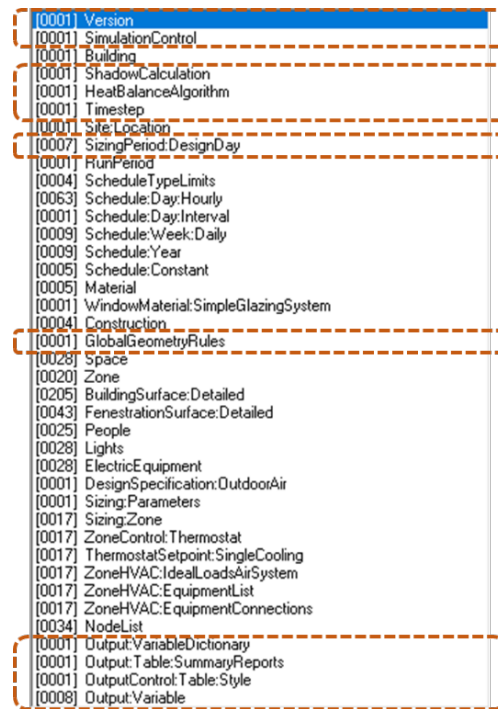 [0001] Version
[0001] SimulationControl
[0001] Building
[0001] ShadowCalculation
[0001] HeatBalanceAlgorithm
[0001] Timestep
[0001] Site:Location
[0007] SizingPeriod:DesignDay
[0001] RunPeriod
[0004] ScheduleTypeLimits
[0063] Schedule:Day:Hourly
[0001] Schedule:Day:Interval
[0009] Schedule:Week:Daily
[0009] Schedule:Year
[0005] Schedule:Constant
[0005] Material
[0001] WindowMaterial:SimpleGlazingSystem
[0004] Construction
[0001] GlobalGeometryRules
[0028] Space
[0020] Zone
[0205] BuildingSurface:Detailed
[0043] FenestrationSurface:Detailed
[0025] People
[0028] Lights
[0028] ElectricEquipment
[0001] DesignSpecification:OutdoorAir
[0001] Sizing:Parameters
[0017] Sizing:Zone
[0017] ZoneControl:Thermostat
[0017] ThermostatSetpoint:SingleCooling
[0017] ZoneHVAC:IdealLoadsAirSystem
[0017] ZoneHVAC:EquipmentList
[0017] ZoneHVAC:EquipmentConnections
[0034] NodeList
[0001] Output:VariableDictionary
[0001] Output:Table:SummaryReports
[0001] OutputControl:Table:Style
[0008] Output:Variable